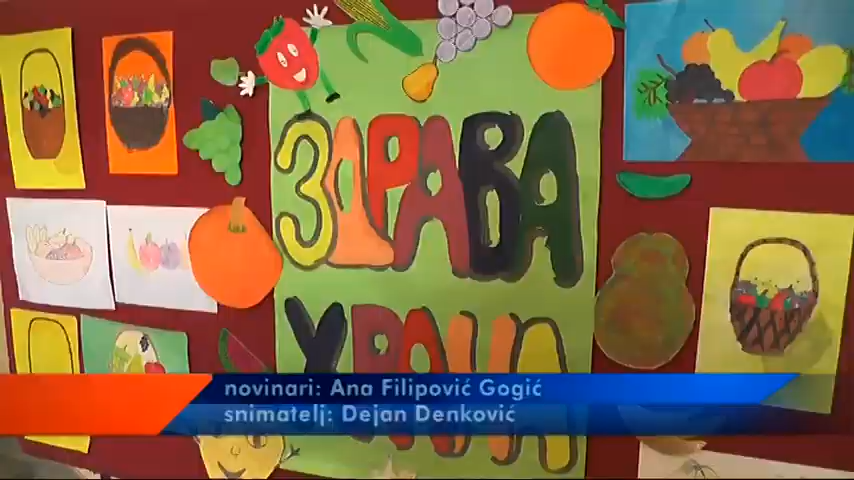 ЗДРАВА
ХРАНА
novinari: Ana Filipović Gogić
snimatelj: Dejan Denković